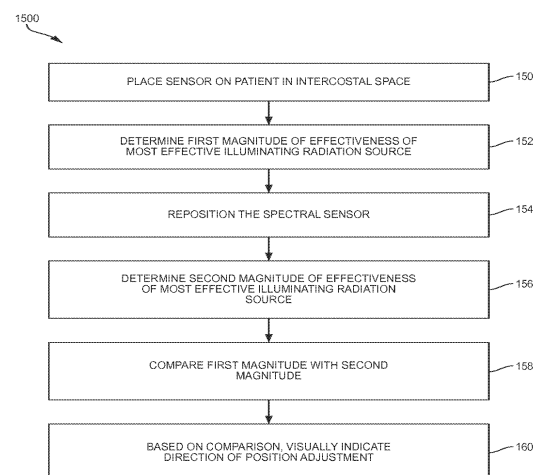 1500
PLACE SENSOR ON PATIENT IN INTERCOSTAL SPACE
150
DETERMINE FIRST MAGNITUDE OF EFFECTIVENESS OF
MOST EFFECTIVE ILLUMINATING RADIATION SOURCE
152
REPOSITION THE SPECTRAL SENSOR
154
DETERMINE SECOND MAGNITUDE OF EFFECTIVENESS
OF MOST EFFECTIVE ILLUMINATING RADIATION
SOURCE
156
COMPARE FIRST MAGNITUDE WITH SECOND
MAGNITUDE
158
BASED ON COMPARISON, VISUALLY INDICATE
DIRECTION OF POSITION ADJUSTMENT
160